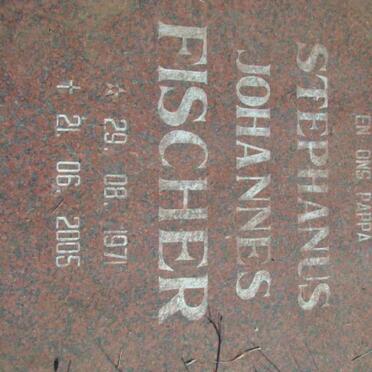 EN ONS PAPPA
STEPHANUS
JOHANNES
FISCHER
☆ 29. 08. 1971
✝ 21. 06. 2005